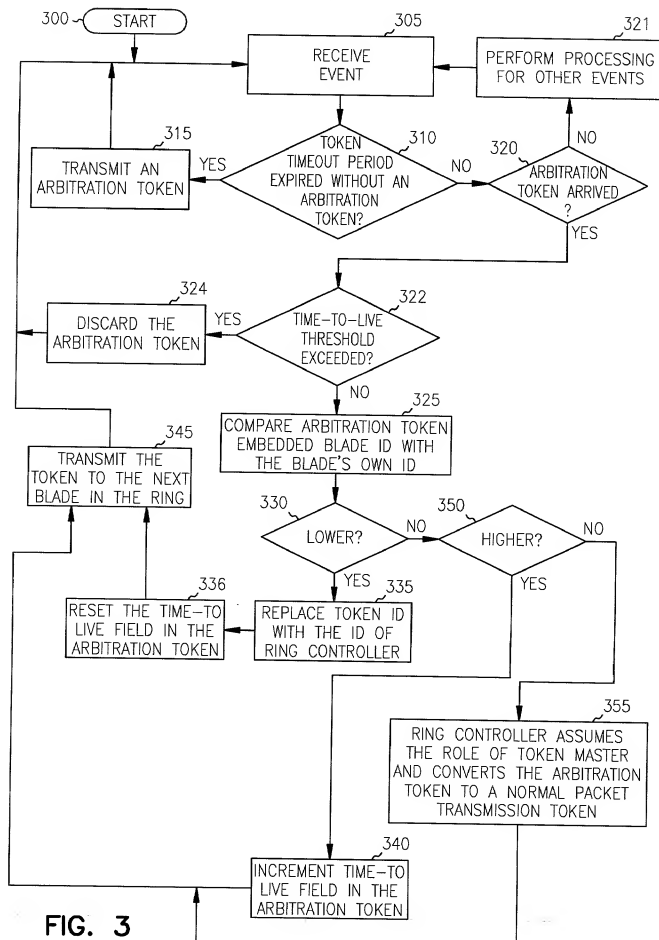 300
START
305
RECEIVE
EVENT
321
PERFORM PROCESSING
FOR OTHER EVENTS
315
TRANSMIT AN
ARBITRATION TOKEN
YES
TOKEN
TIMEOUT PERIOD
EXPIRED WITHOUT AN
ARBITRATION
TOKEN?
310
NO
320
NO
ARBITRATION
TOKEN ARRIVED
?
YES
324
DISCARD THE
ARBITRATION TOKEN
YES
322
TIME-TO-LIVE
THRESHOLD
EXCEEDED?
NO
325
COMPARE ARBITRATION TOKEN
EMBEDDED BLADE ID WITH
THE BLADE'S OWN ID
345
TRANSMIT THE
TOKEN TO THE NEXT
BLADE IN THE RING
330
LOWER?
NO
350
HIGHER?
NO
YES
YES
336
RESET THE TIME-TO
LIVE FIELD IN THE
ARBITRATION TOKEN
335
REPLACE TOKEN ID
WITH THE ID OF
RING CONTROLLER
355
RING CONTROLLER ASSUMES
THE ROLE OF TOKEN MASTER
AND CONVERTS THE ARBITRATION
TOKEN TO A NORMAL PACKET
TRANSMISSION TOKEN
340
INCREMENT TIME-TO
LIVE FIELD IN THE
ARBITRATION TOKEN
FIG. 3